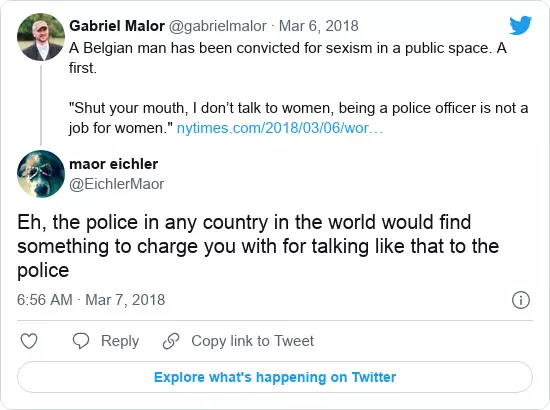 Gabriel Malor @gabrielmalor · Mar 6, 2018
A Belgian man has been convicted for sexism in a public space. A
first.
"Shut your mouth, I don’t talk to women, being a police officer is not a
job for women." nytimes.com/2018/03/06/wor…
maor eichler
@EichlerMaor
Eh, the police in any country in the world would find
something to charge you with for talking like that to the
police
6:56 AM · Mar 7, 2018
Reply
Copy link to Tweet
Explore what's happening on Twitter